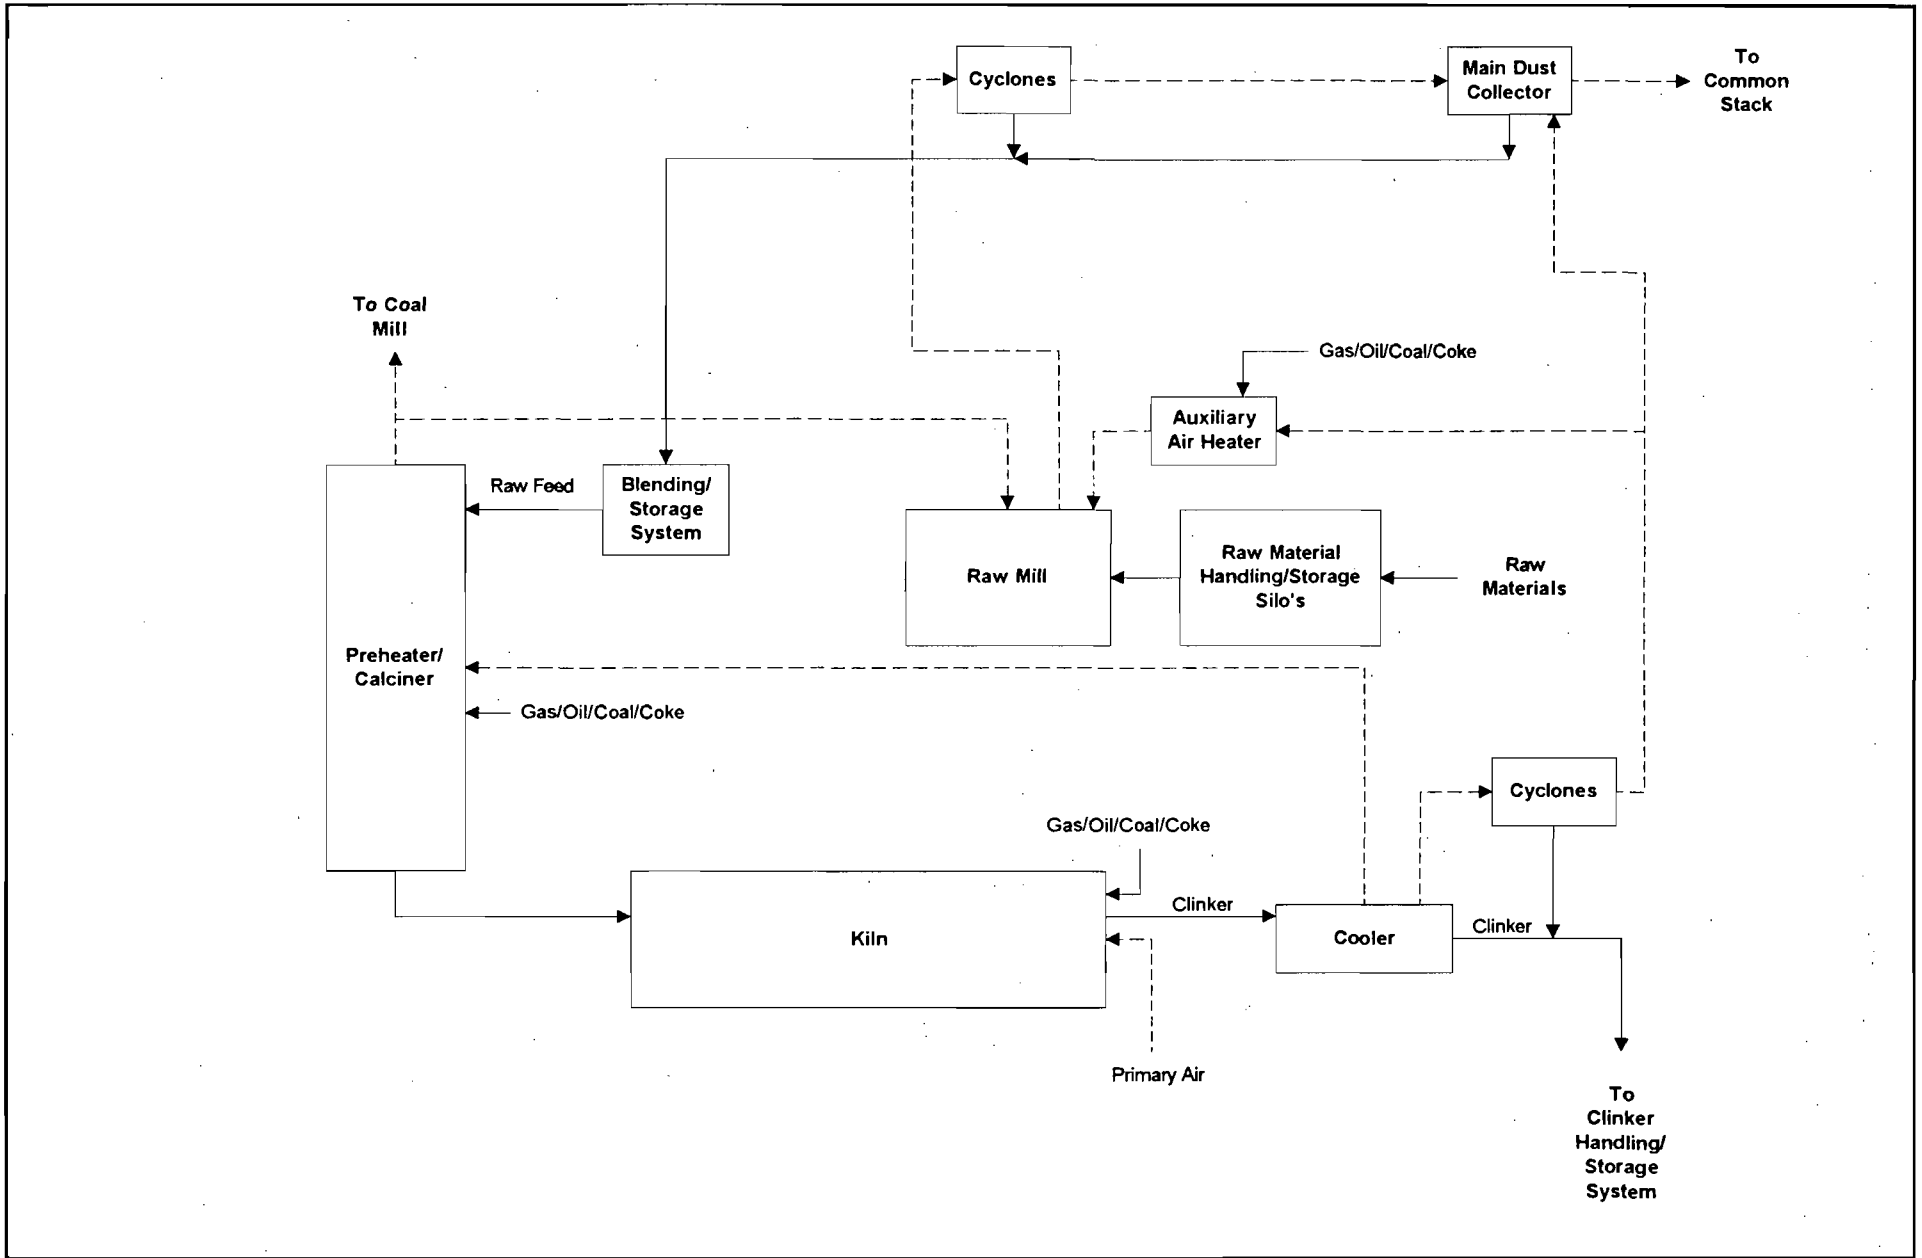 Cyclones
Main Dust
Collector
To
Common
Stack
To Coal
Mill
Gas/Oil/Coal/Coke
Auxiliary
Air Heater
Raw Feed
Blending/
Storage
System
Raw Mill
Raw Material
Handling/Storage
Silo's
Raw
Materials
Preheater/
Calciner
Gas/Oil/Coal/Coke
Cyclones
Gas/Oil/Coal/Coke
Clinker
Kiln
Cooler
Clinker
Primary Air
To
Clinker
Handling/
Storage
System